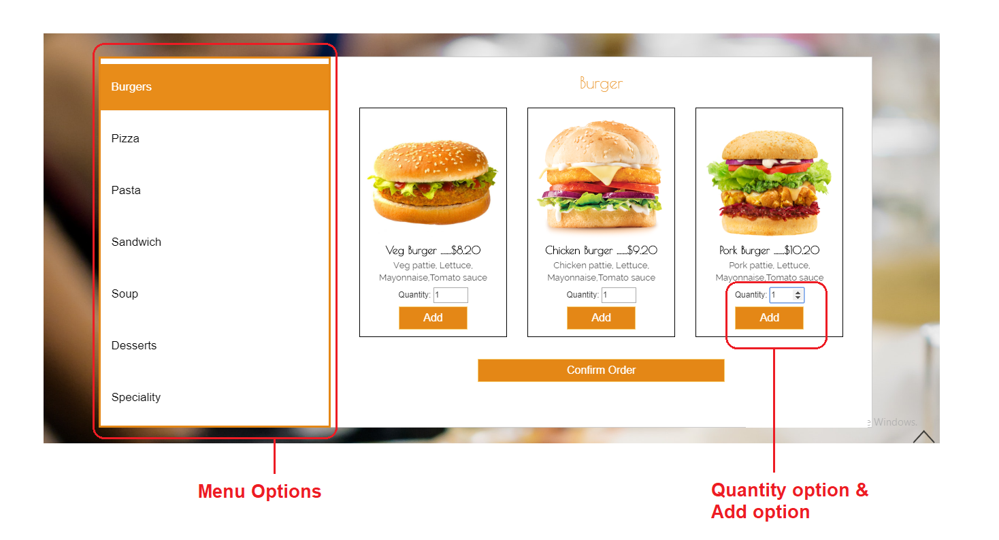 Burgers
Pizza
Pasta
Sandwich
Soup
Desserts
Speciality
Burger
Veg Burger .......$8.20
Veg pattie, Lettuce,
Mayonnaise,Tomato sauce
Quantity: 1
Add
Chicken Burger .......$9.20
Chicken pattie, Lettuce,
Mayonnaise,Tomato sauce
Quantity: 1
Add
Pork Burger .......$10.20
Pork pattie, Lettuce,
Mayonnaise,Tomato sauce
Quantity: 1
Add
Confirm Order
Windows.
Menu Options
Quantity option &
Add option